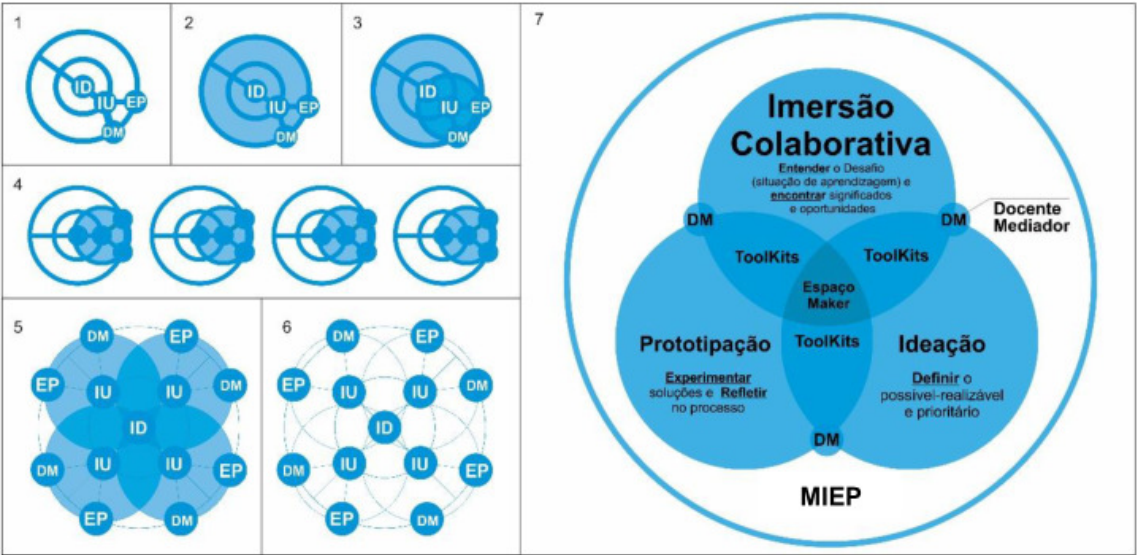 1
ID
IU
EP
DM
2
ID
IU
EP
DM
3
ID
IU
EP
DM
4
5
DM
EP
EP
IU
IU
DM
ID
DM
IU
IU
EP
EP
DM
6
DM
EP
EP
IU
IU
DM
ID
DM
IU
IU
EP
EP
DM
7
Imersão
Colaborativa
Entender o Desafio
(situação de aprendizagem) e
encontrar significados
e oportunidades
DM
DM
Docente
Mediador
ToolKits
ToolKits
Espaço
Maker
Prototipação
ToolKits
Ideação
Experimentar
soluções e Refletir
no processo
Definir o
possível-realizável
e prioritário
DM
MIEP